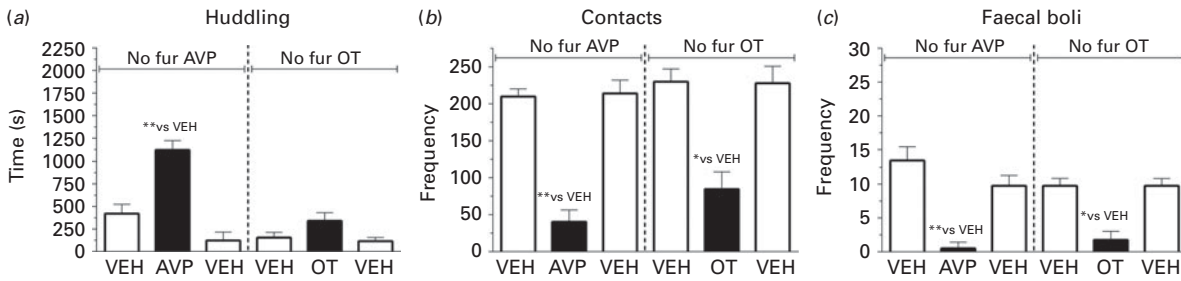 (a) Huddling
No fur AVP No fur OT
Time (s)
2250
2000
1750
1500
1250
1000
750
500
250
0
**vs VEH
VEH AVP VEH VEH OT VEH
(b) Contacts
No fur AVP No fur OT
Frequency
250
200
150
100
50
0
**vs VEH
*vs VEH
VEH AVP VEH VEH OT VEH
(c) Faecal boli
No fur AVP No fur OT
Frequency
30
25
20
15
10
5
0
**vs VEH
*vs VEH
VEH AVP VEH VEH OT VEH